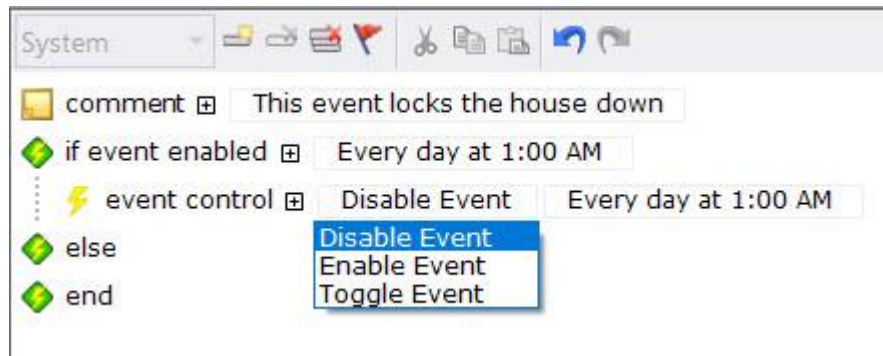 System
comment This event locks the house down
if event enabled Every day at 1:00 AM
event control Disable Event Every day at 1:00 AM
Disable Event
else
Enable Event
end
Toggle Event